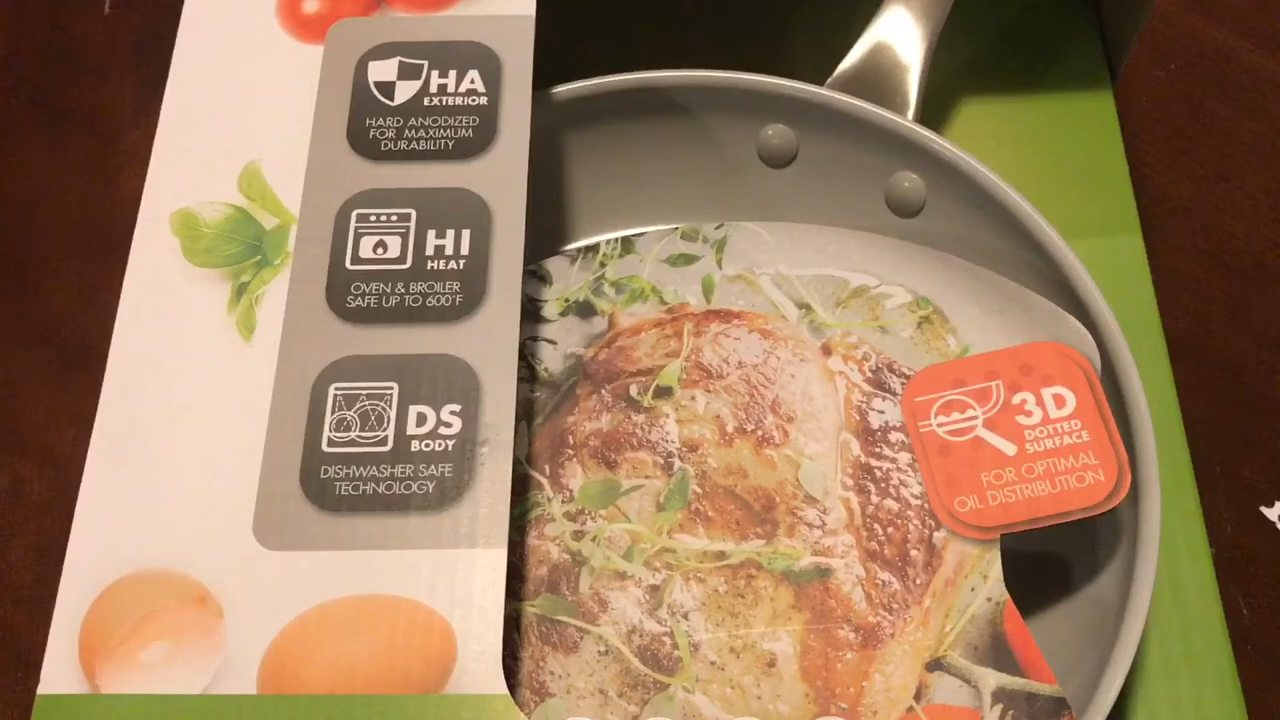 HA
EXTERIOR
HARD ANODIZED
FOR MAXIMUM
DURABILITY
HI
HEAT
OVEN & BROILER
SAFE UP TO 600°F
DS
BODY
DISHWASHER SAFE
TECHNOLOGY
3D
DOTTED
SURFACE
FOR OPTIMAL
OIL DISTRIBUTION